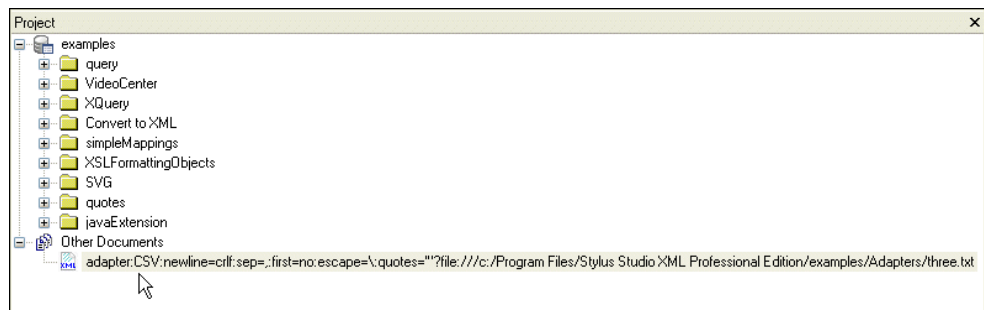 Project
examples
query
VideoCenter
XQuery
Convert to XML
simpleMappings
XSLFormattingObjects
SVG
quotes
javaExtension
Other Documents
XML adapter:CSV:newline=crlf:sep=,:first=no:escape=\:quotes="'?file:///c:/Program Files/Stylus Studio XML Professional Edition/examples/Adapters/three.txt